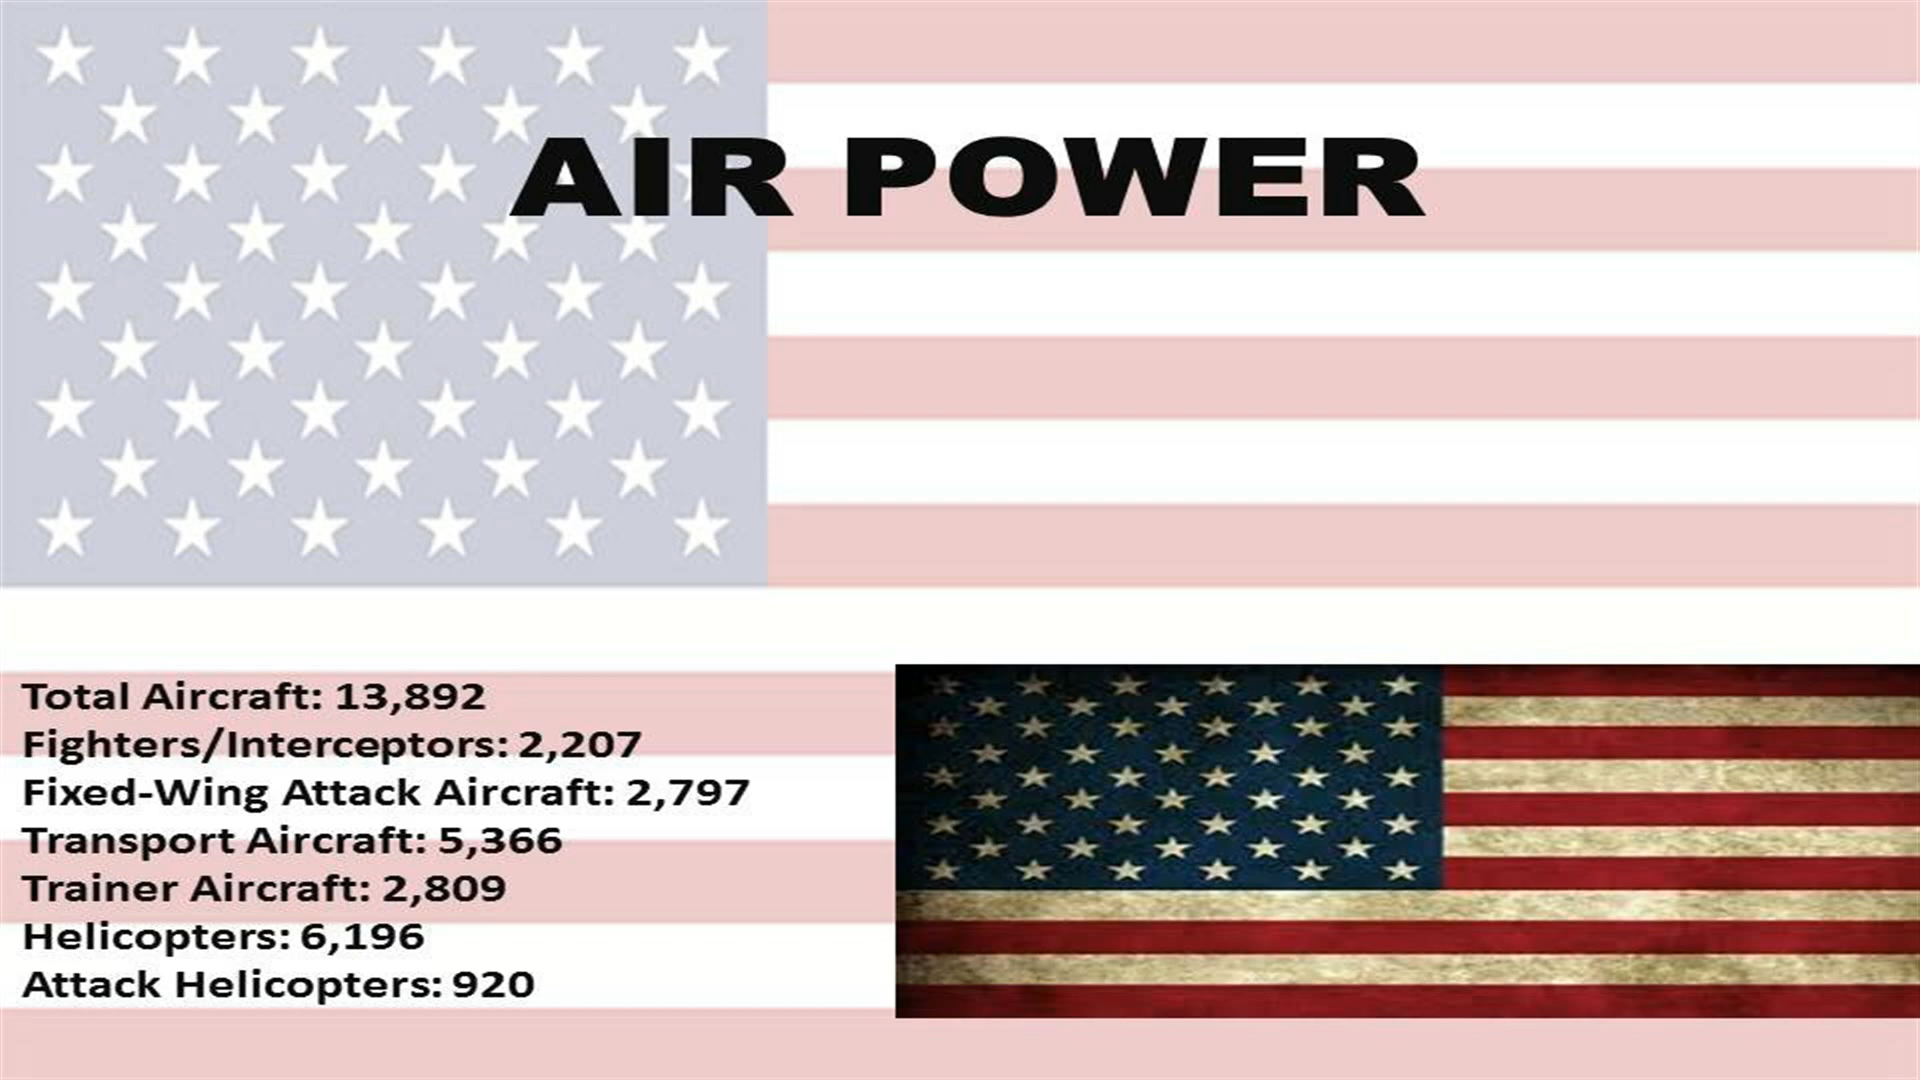 AIR POWER
Total Aircraft: 13,892
Fighters/Interceptors: 2,207
Fixed-Wing Attack Aircraft: 2,797
Transport Aircraft: 5,366
Trainer Aircraft: 2,809
Helicopters: 6,196
Attack Helicopters: 920